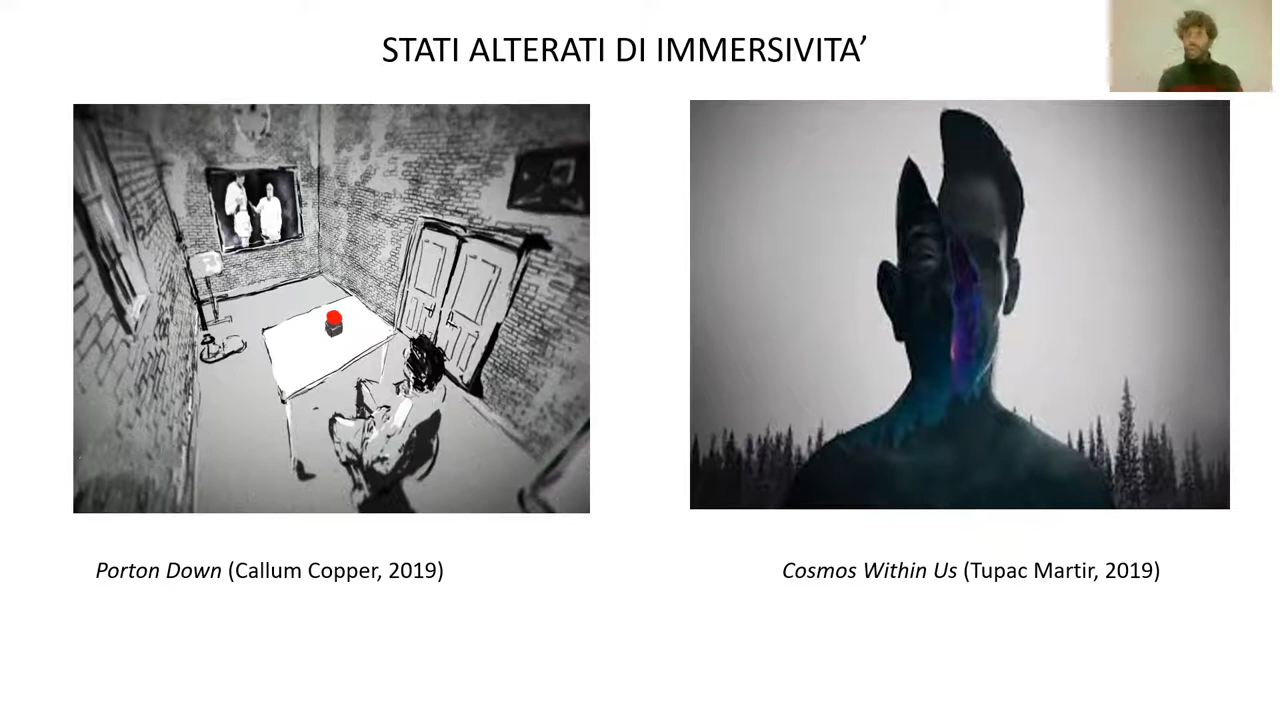 STATI ALTERATI DI IMMERSIVITA’
Porton Down (Callum Copper, 2019)
Cosmos Within Us (Tupac Martir, 2019)